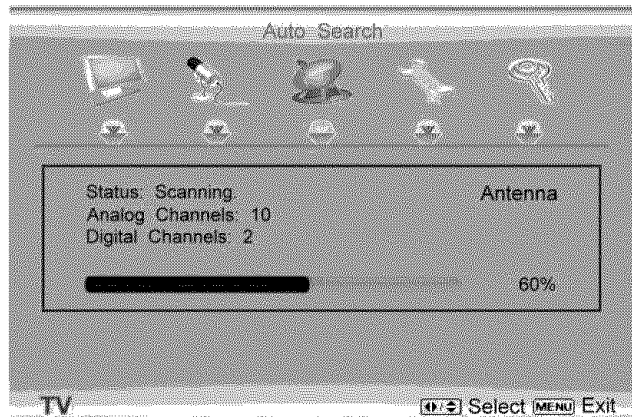 Auto Search
Status: Scanning
Antenna
Analog Channels: 10
Digital Channels: 2
60%
TV
Select MENU Exit